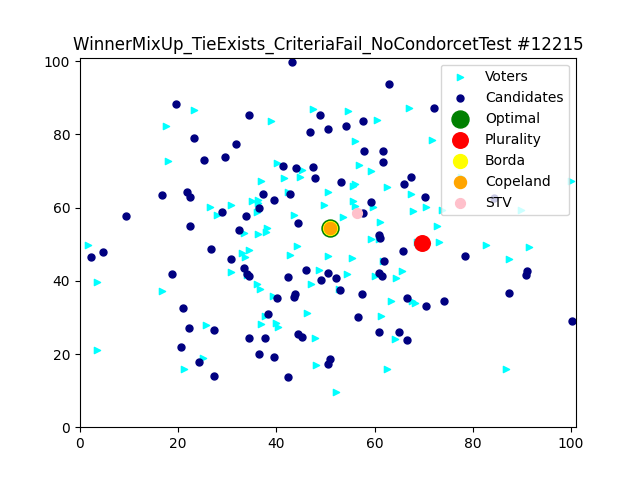 WinnerMixUp_TieExists_CriteriaFail_NoCondorcetTest #12215
100
80
60
40
20
0
0 20 40 60 80 100
Voters
Candidates
Optimal
Plurality
Borda
Copeland
STV